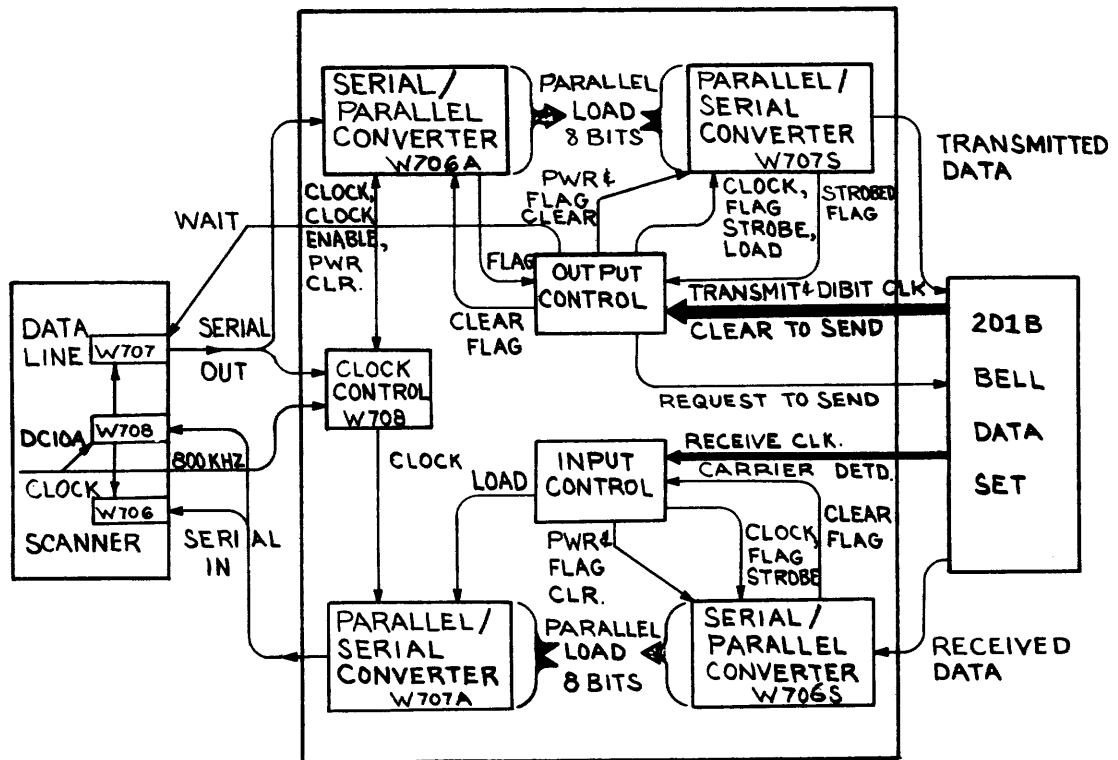 SERIAL/
PARALLEL
CONVERTER
W706A
PARALLEL
LOAD
8 BITS
PARALLEL/
SERIAL
CONVERTER
W707S
TRANSMITTED
DATA
WAIT
CLOCK,
CLOCK
ENABLE,
PWR
CLR.
PWR &
FLAG
CLEAR
CLOCK,
FLAG
STROBE,
LOAD
STROBED
FLAG
FLAG
OUTPUT
CONTROL
CLEAR
FLAG
TRANSMIT & DIBIT CLK
CLEAR TO SEND
REQUEST TO SEND
DATA
LINE
W707
SERIAL
OUT
DC10A
W708
800KHZ
CLOCK
W706
SCANNER
SERIAL
IN
CLOCK
CONTROL
W708
CLOCK
LOAD
INPUT
CONTROL
RECEIVE CLK.
CARRIER DETD.
201B
BELL
DATA
SET
PWR &
FLAG
CLR.
CLOCK,
FLAG
STROBE
CLEAR
FLAG
PARALLEL/
SERIAL
CONVERTER
W707A
PARALLEL
LOAD
8 BITS
SERIAL/
PARALLEL
CONVERTER
W706S
RECEIVED
DATA